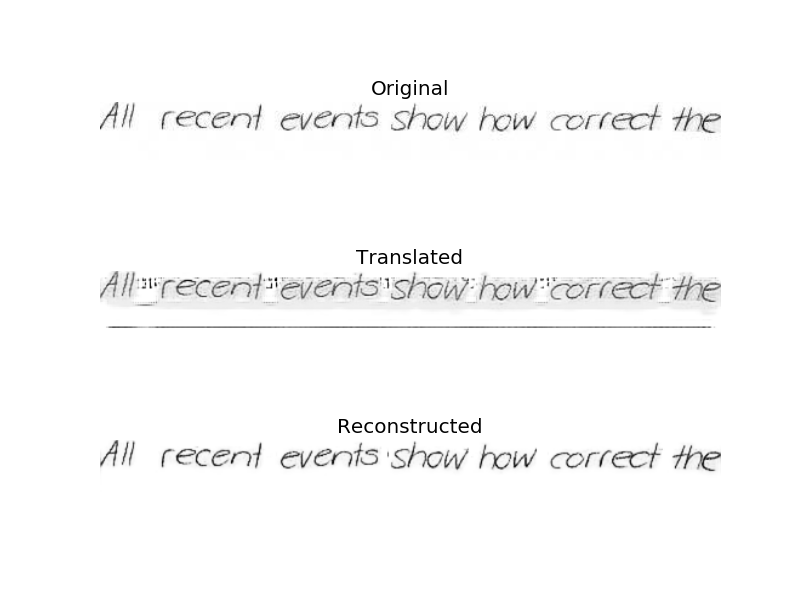 Original
All recent events show how correct the
Translated
All recent events show how correct the
Reconstructed
All recent events show how correct the